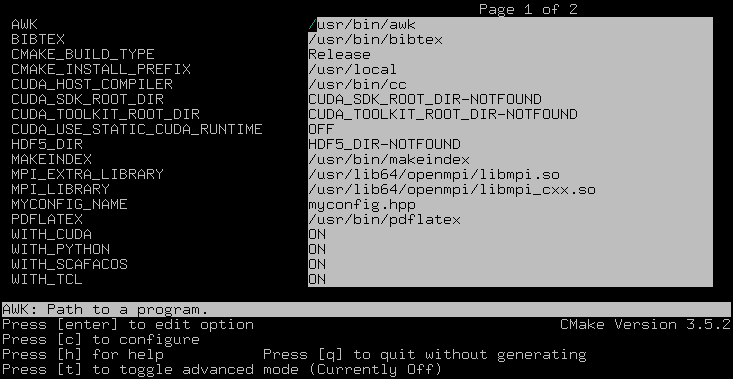 Page 1 of 2
AWK /usr/bin/awk
BIBTEX /usr/bin/bibtex
CMAKE_BUILD_TYPE Release
CMAKE_INSTALL_PREFIX /usr/local
CUDA_HOST_COMPILER /usr/bin/cc
CUDA_SDK_ROOT_DIR CUDA_SDK_ROOT_DIR-NOTFOUND
CUDA_TOOLKIT_ROOT_DIR CUDA_TOOLKIT_ROOT_DIR-NOTFOUND
CUDA_USE_STATIC_CUDA_RUNTIME OFF
HDF5_DIR HDF5_DIR-NOTFOUND
MAKEINDEX /usr/bin/makeindex
MPI_EXTRA_LIBRARY /usr/lib64/openmpi/libmpi.so
MPI_LIBRARY /usr/lib64/openmpi/libmpi_cxx.so
MYCONFIG_NAME myconfig.hpp
PDFLATEX /usr/bin/pdflatex
WITH_CUDA ON
WITH_PYTHON ON
WITH_SCAFACOS ON
WITH_TCL ON
AWK: Path to a program.
Press [enter] to edit option CMake Version 3.5.2
Press [c] to configure
Press [h] for help Press [q] to quit without generating
Press [t] to toggle advanced mode (Currently Off)